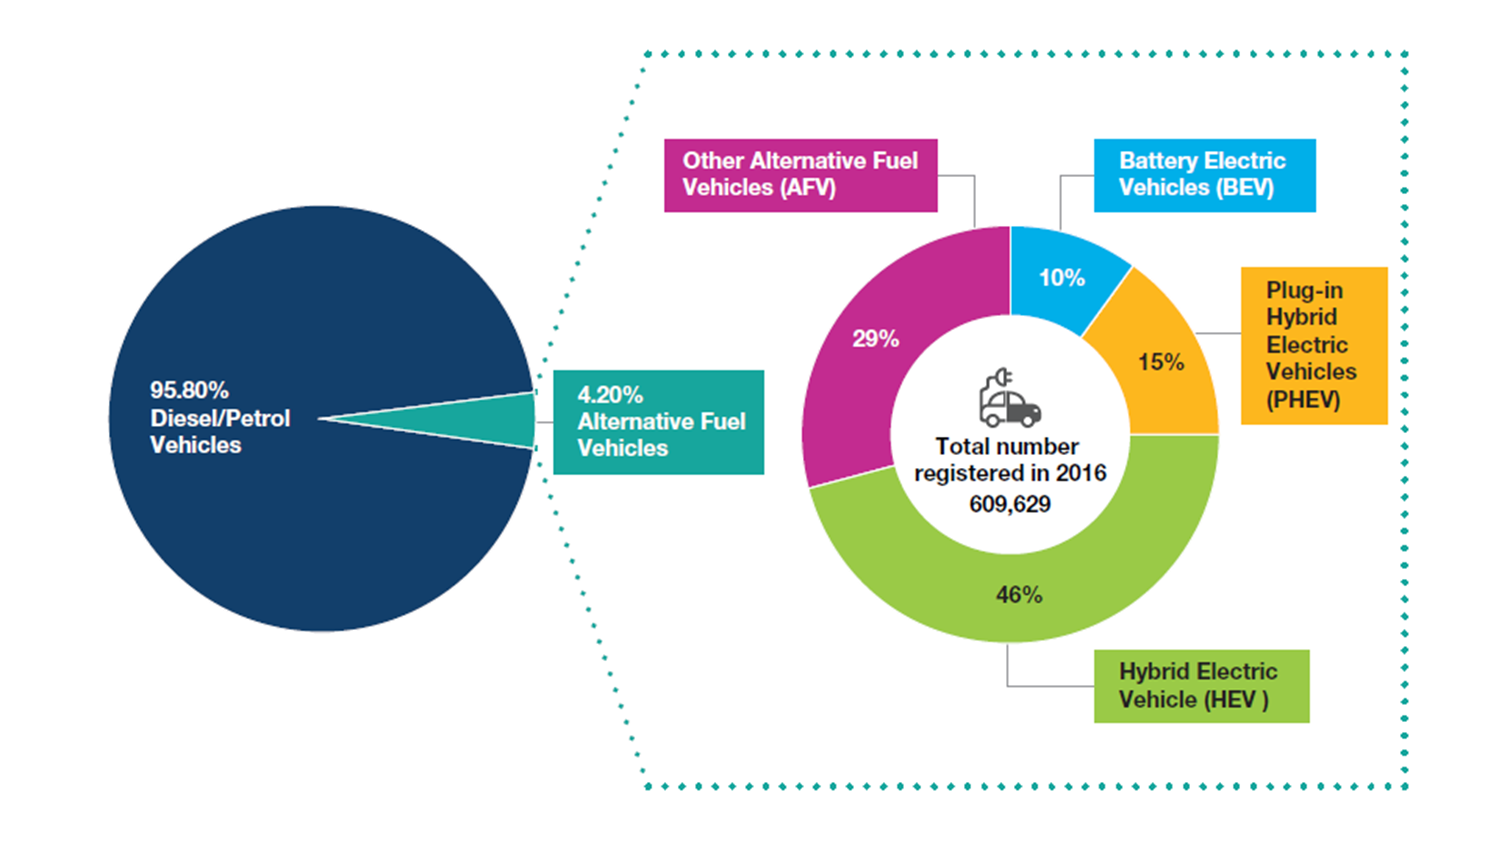 95.80%
Diesel/Petrol
Vehicles
4.20%
Alternative Fuel
Vehicles
Other Alternative Fuel
Vehicles (AFV)
Battery Electric
Vehicles (BEV)
10%
Plug-in
Hybrid
Electric
Vehicles
(PHEV)
29%
15%
Total number
registered in 2016
609,629
46%
Hybrid Electric
Vehicle (HEV )